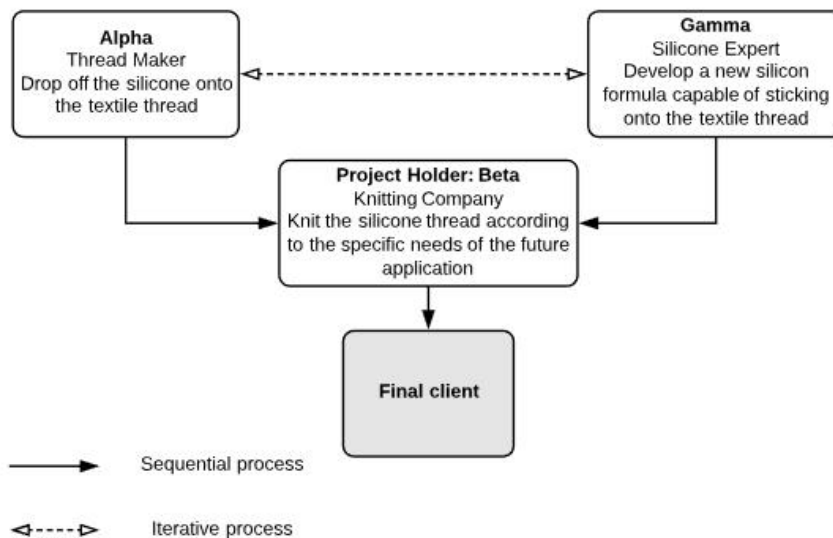 Alpha
Thread Maker
Drop off the silicone onto
the textile thread
Gamma
Silicone Expert
Develop a new silicon
formula capable of sticking
onto the textile thread
Project Holder: Beta
Knitting Company
Knit the silicone thread according
to the specific needs of the future
application
Final client
Sequential process
Iterative process